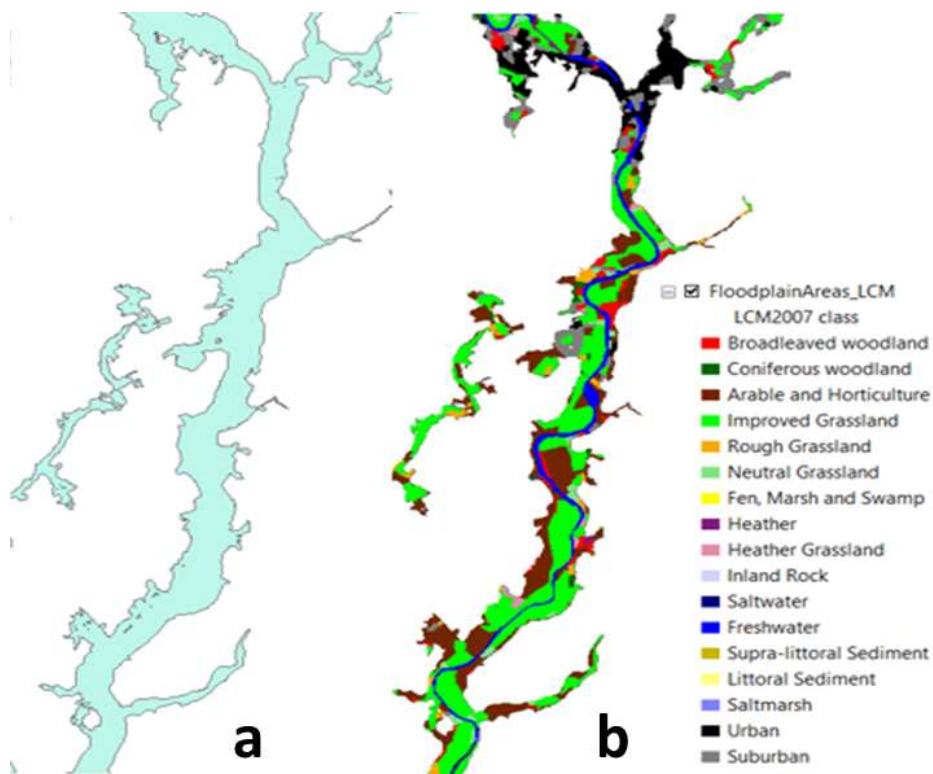 FloodplainAreas_LCM
LCM2007 class
Broadleaved woodland
Coniferous woodland
Arable and Horticulture
Improved Grassland
Rough Grassland
Neutral Grassland
Fen, Marsh and Swamp
Heather
Heather Grassland
Inland Rock
Saltwater
Freshwater
Supra-littoral Sediment
Littoral Sediment
Saltmarsh
Urban
Suburban
a
b